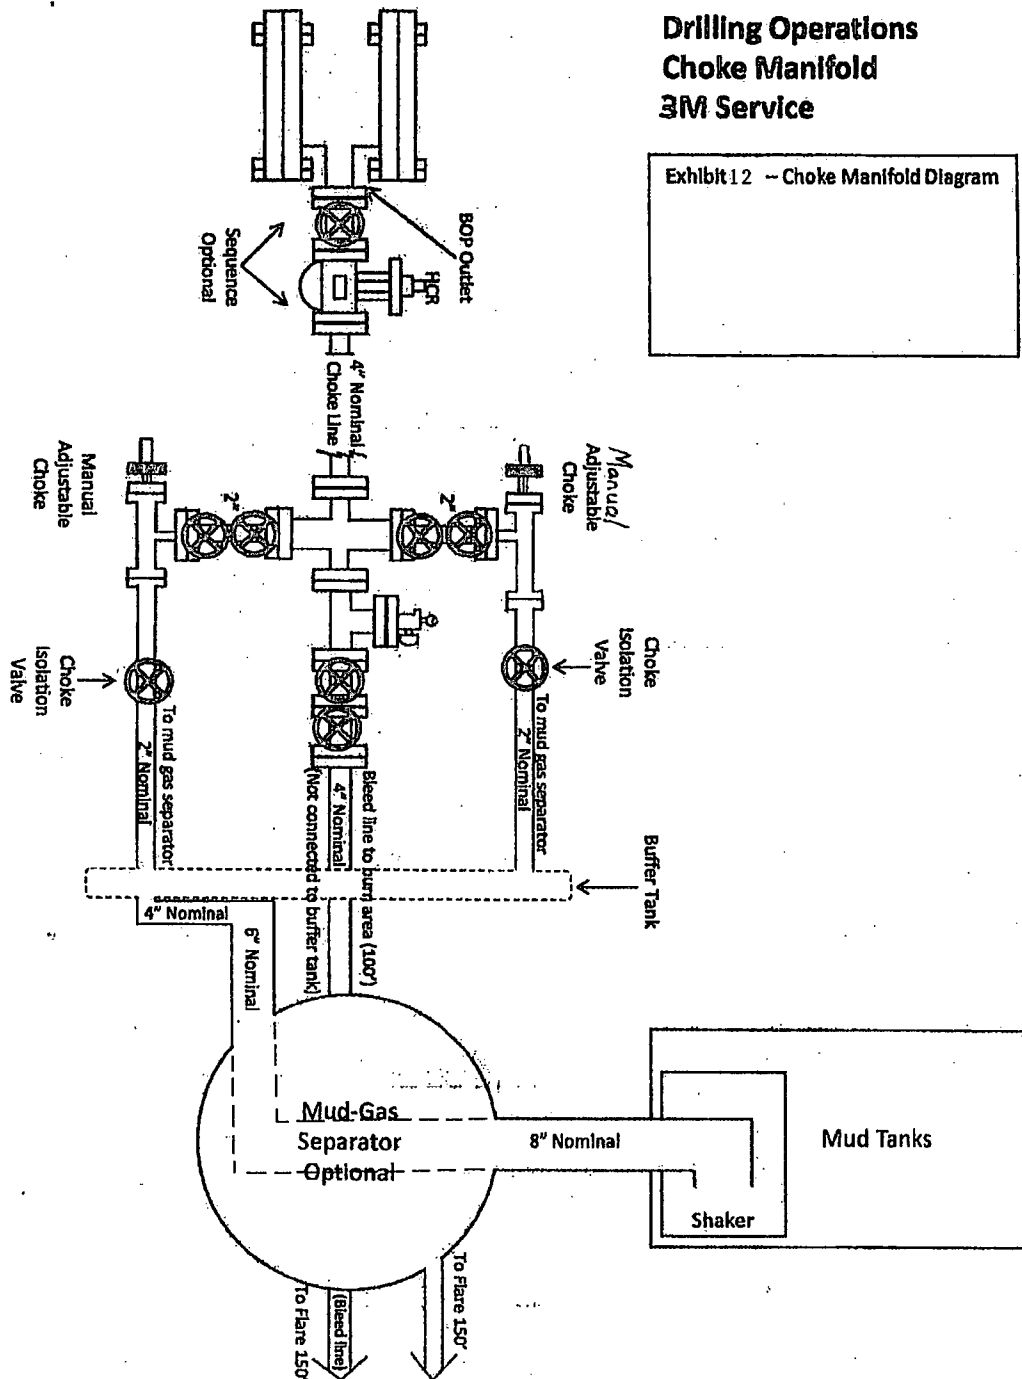 Drilling Operations
Choke Manifold
3M Service
Exhibit 12 – Choke Manifold Diagram
BOP Outlet
HCR
Sequence
Optional
4" Nominal
Choke Line
Manual
Adjustable
Choke
Manual
Adjustable
Choke
2"
2"
Choke
Isolation
Valve
Choke
Isolation
Valve
To mud gas separator
2" Nominal
To mud gas separator
2" Nominal
Bleed line to burn area (100')
4" Nominal
(Not connected to buffer tank)
Buffer Tank
4" Nominal
6" Nominal
Mud-Gas
Separator
Optional
8" Nominal
Mud Tanks
Shaker
To Flare 150'
(Bleed line)
To Flare 150'